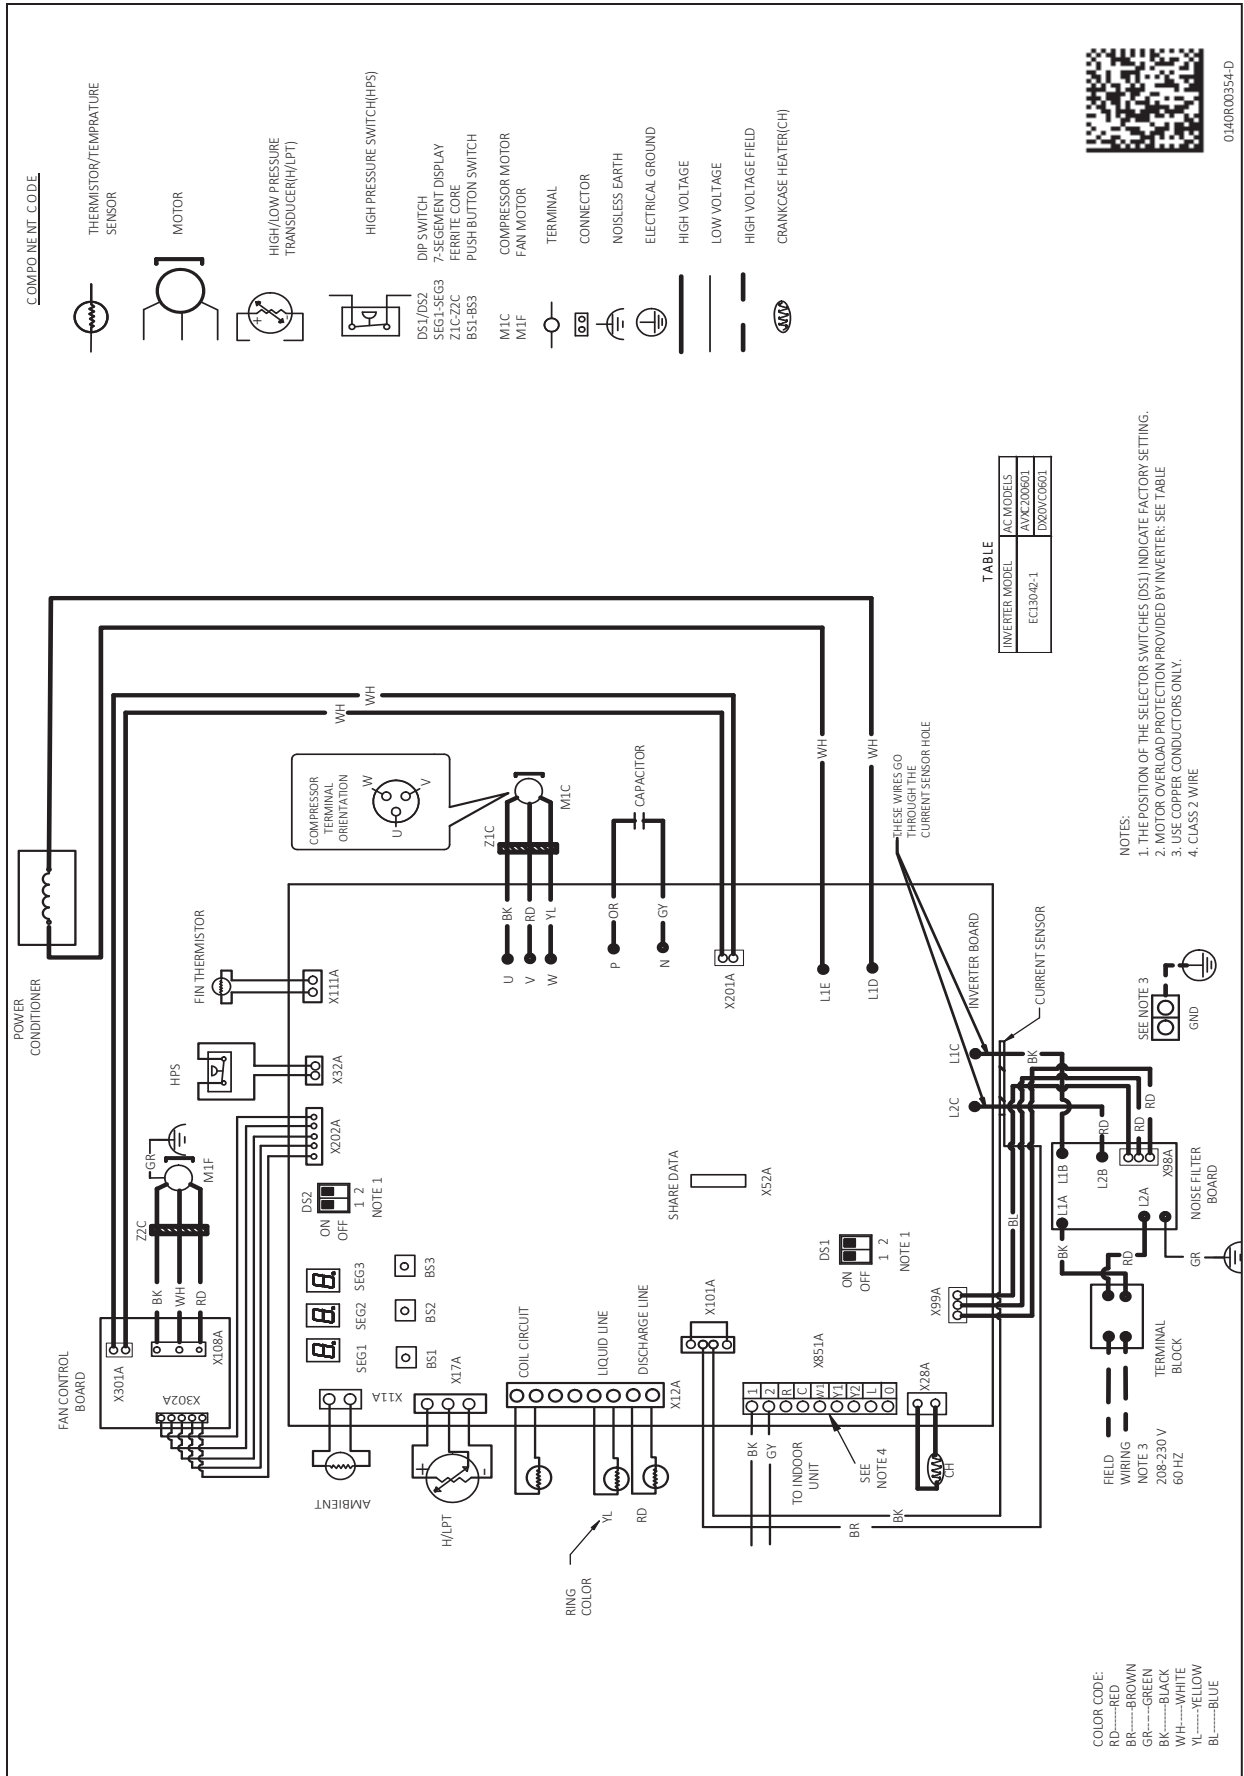 COMPONENT CODE
THERMISTOR/TEMPRATURE
SENSOR
MOTOR
HIGH/LOW PRESSURE
TRANSDUCER(H/LPT)
HIGH PRESSURE SWITCH(HPS)
DS1/DS2 DIP SWITCH
SEG1-SEG3 7-SEGEMENT DISPLAY
Z1C-Z2C FERRITE CORE
BS1-BS3 PUSH BUTTON SWITCH
M1C COMPRESSOR MOTOR
M1F FAN MOTOR
TERMINAL
CONNECTOR
NOISLESS EARTH
ELECTRICAL GROUND
HIGH VOLTAGE
LOW VOLTAGE
HIGH VOLTAGE FIELD
CRANKCASE HEATER(CH)
0140R00354-D
POWER
CONDITIONER
FAN CONTROL
BOARD
X301A
X302A
X108A
BK
WH
RD
Z2C
GR
M1F
HPS
FIN THERMISTOR
WH
WH
AMBIENT
X11A
SEG1
SEG2
SEG3
DS2
ON
OFF
1 2
NOTE 1
X202A
X32A
X111A
COMPRESSOR
TERMINAL
ORIENTATION
U
V
W
H/LPT
+
-
X17A
BS1
BS2
BS3
U
V
W
BK
RD
YL
Z1C
M1C
RING
COLOR
YL
RD
COIL CIRCUIT
LIQUID LINE
DISCHARGE LINE
X12A
P
N
OR
GY
CAPACITOR
SHARE DATA
X52A
X101A
X201A
BR
BK
TO INDOOR
UNIT
BK
GY
SEE
NOTE 4
1
2
R
C
W1
Y1
Y2
L
O
X851A
DS1
ON
OFF
1 2
NOTE 1
L1E
L1D
WH
WH
CH
X28A
X99A
L2C
L1C
INVERTER BOARD
THESE WIRES GO
THROUGH THE
CURRENT SENSOR HOLE
CURRENT SENSOR
BL
BK
RD
RD
RD
FIELD
WIRING
NOTE 3
208-230 V
60 HZ
TERMINAL
BLOCK
BK
RD
GR
L1A
L1B
L2B
L2A
X98A
NOISE FILTER
BOARD
SEE NOTE 3
GND
TABLE
INVERTER MODEL AC MODELS
EC13042-1 AVXC200601
DX20VC0601
NOTES:
1. THE POSITION OF THE SELECTOR SWITCHES (DS1) INDICATE FACTORY SETTING.
2. MOTOR OVERLOAD PROTECTION PROVIDED BY INVERTER: SEE TABLE
3. USE COPPER CONDUCTORS ONLY.
4. CLASS 2 WIRE
COLOR CODE:
RD------RED
BR------BROWN
GR-----GREEN
BK------BLACK
WH-----WHITE
YL------YELLOW
BL------BLUE